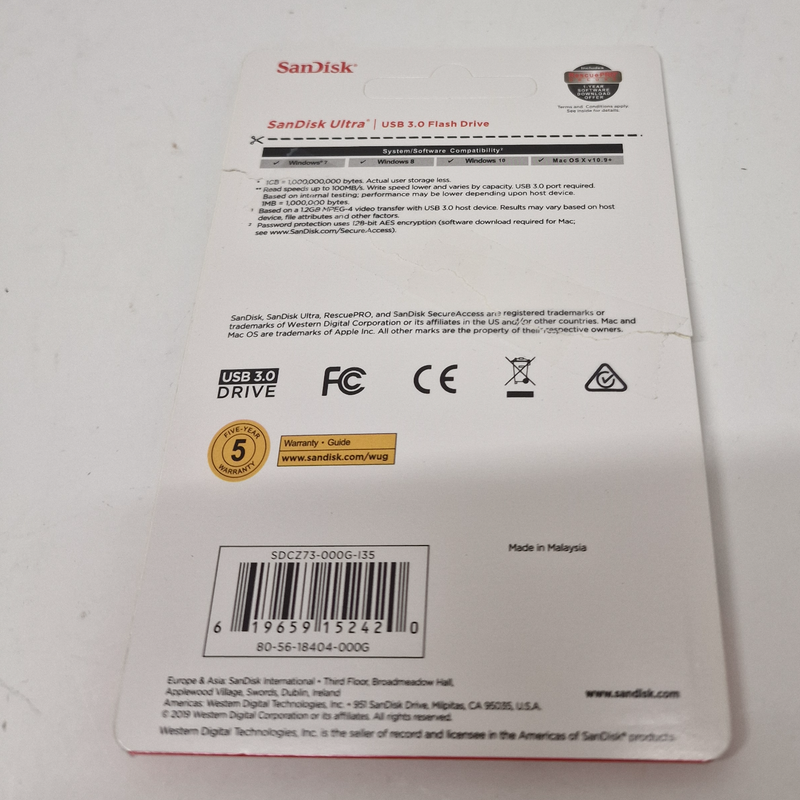 SanDisk®
Includes
RESCUEPRO
1-YEAR
SOFTWARE
DOWNLOAD
OFFER
Terms and Conditions apply.
See inside for details.
SanDisk Ultra® | USB 3.0 Flash Drive
System/Software Compatibility‡
✓ Windows® 7 ✓ Windows 8 ✓ Windows 10 ✓ Mac OS X v10.9+
* 1GB = 1,000,000,000 bytes. Actual user storage less.
** Read speeds up to 100MB/s. Write speed lower and varies by capacity. USB 3.0 port required.
Based on internal testing; performance may be lower depending upon host device.
1MB = 1,000,000 bytes.
† Based on a 1.2GB MPEG-4 video transfer with USB 3.0 host device. Results may vary based on host
device, file attributes and other factors.
‡ Password protection uses 128-bit AES encryption (software download required for Mac;
see www.SanDisk.com/SecureAccess).
SanDisk, SanDisk Ultra, RescuePRO, and SanDisk SecureAccess are registered trademarks or
trademarks of Western Digital Corporation or its affiliates in the US and/or other countries. Mac and
Mac OS are trademarks of Apple Inc. All other marks are the property of their respective owners.
USB 3.0
DRIVE
FC
CE
FIVE-YEAR
5
WARRANTY
Warranty • Guide
www.sandisk.com/wug
SDCZ73-000G-I35
Made in Malaysia
6 19659 15242 0
80-56-18404-000G
Europe & Asia: SanDisk International • Third Floor, Broadmeadow Hall,
Applewood Village, Swords, Dublin, Ireland
www.sandisk.com
Americas: Western Digital Technologies, Inc. • 951 SanDisk Drive, Milpitas, CA 95035, U.S.A.
© 2019 Western Digital Corporation or its affiliates. All rights reserved.
Western Digital Technologies, Inc. is the seller of record and licensee in the Americas of SanDisk® products.